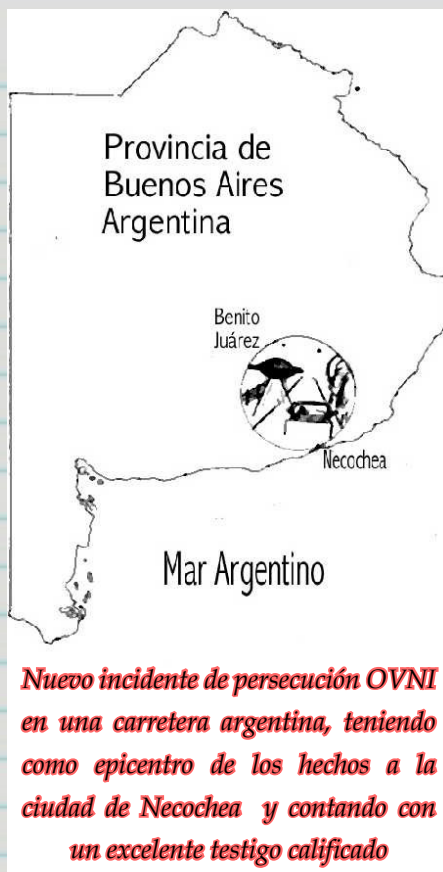 Provincia de
Buenos Aires
Argentina
Benito
Juárez
Necochea
Mar Argentino
Nuevo incidente de persecución OVNI
en una carretera argentina, teniendo
como epicentro de los hechos a la
ciudad de Necochea y contando con
un excelente testigo calificado